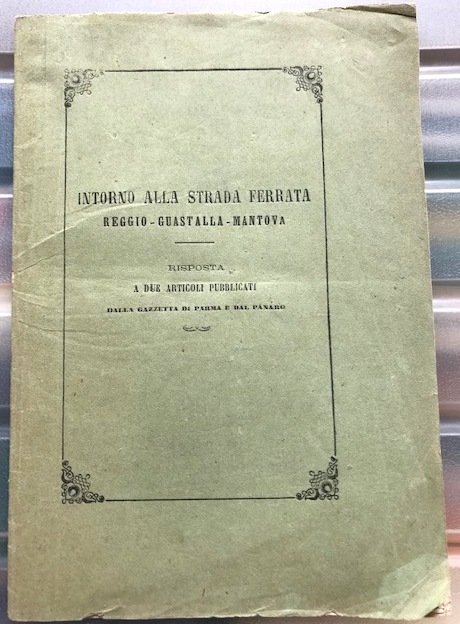 INTORNO ALLA STRADA FERRATA
REGGIO - GUASTALLA - MANTOVA
RISPOSTA
A DUE ARTICOLI PUBBLICATI
DALLA GAZZETTA DI PARMA E DAL PANARO